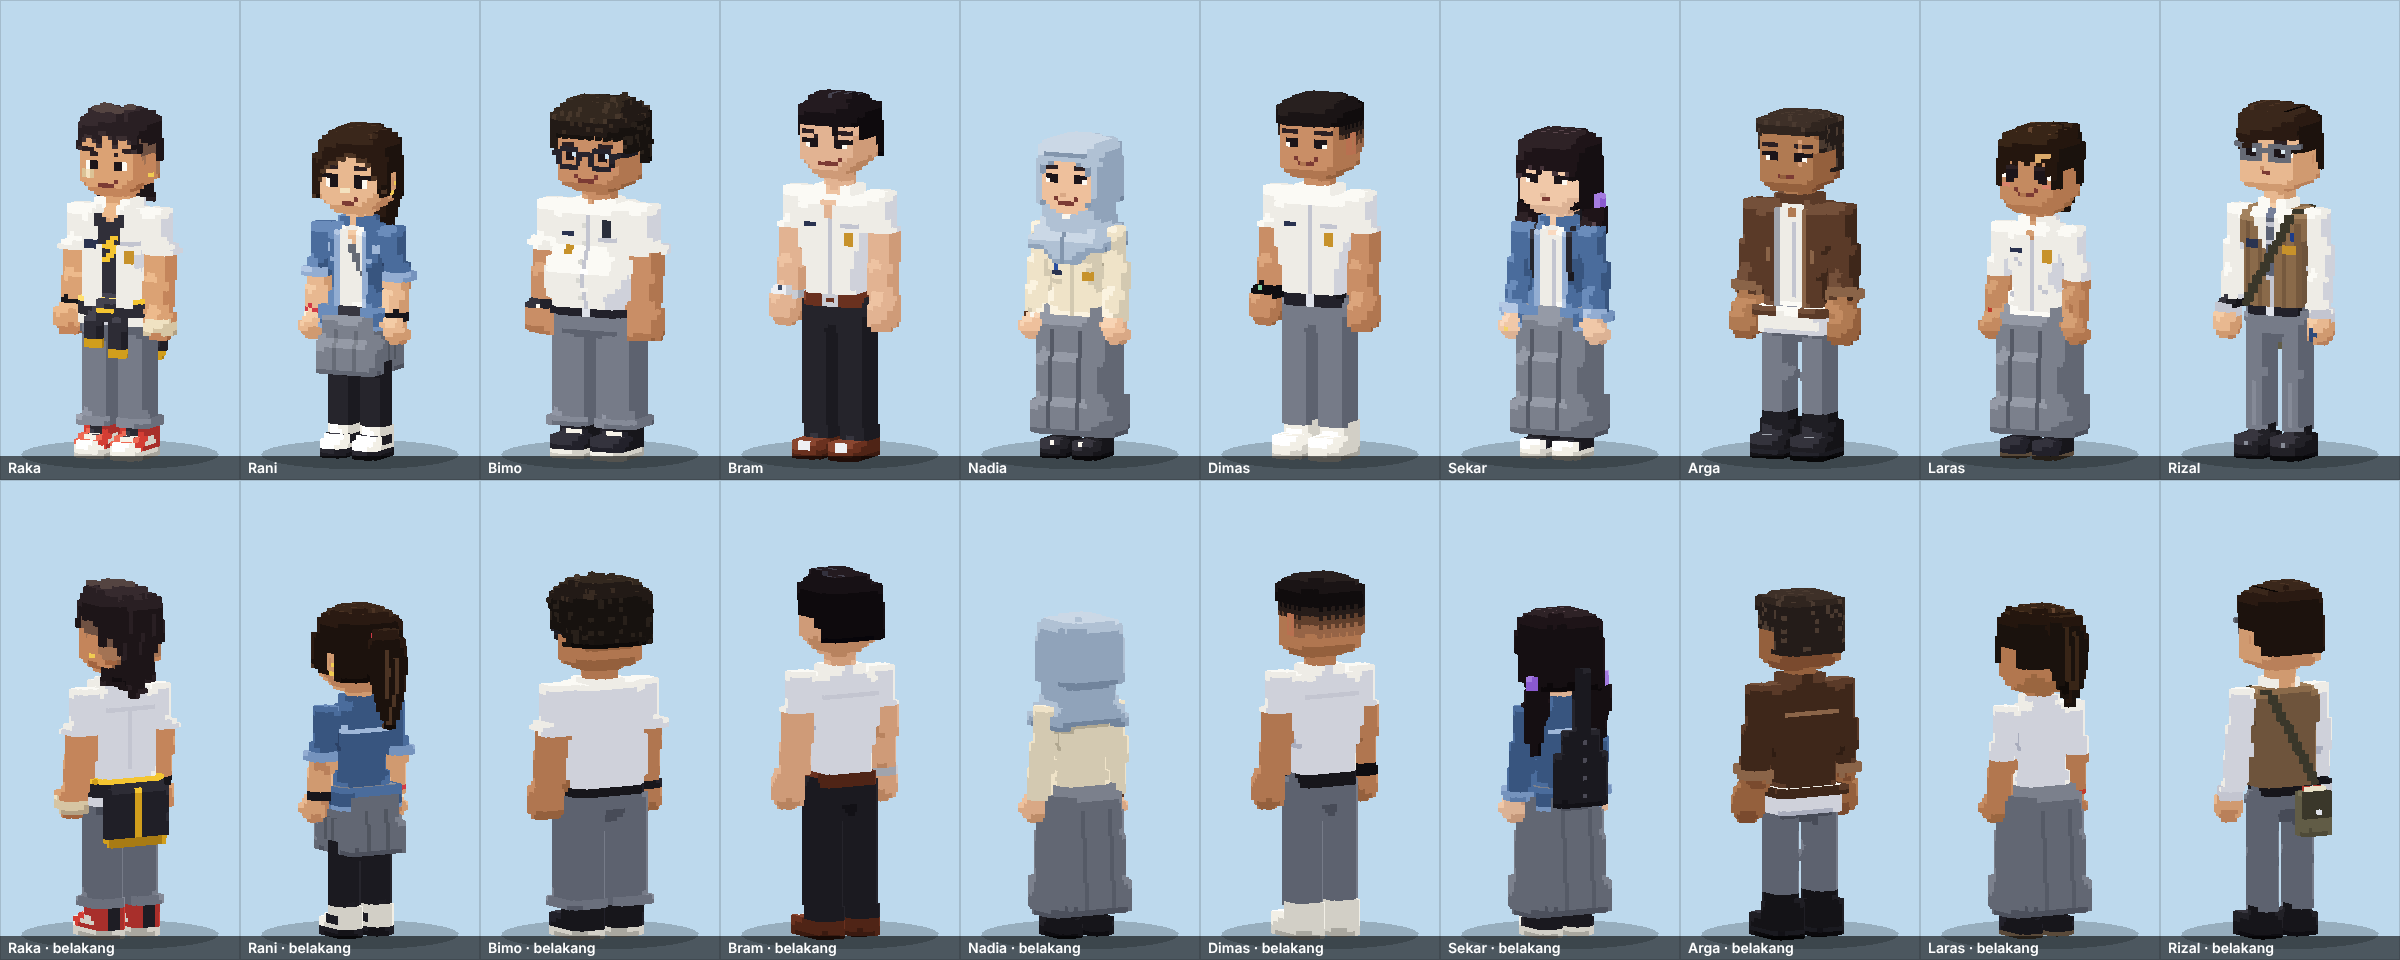 Raka
Rani
Bimo
Bram
Nadia
Dimas
Sekar
Arga
Laras
Rizal
Raka · belakang
Rani · belakang
Bimo · belakang
Bram · belakang
Nadia · belakang
Dimas · belakang
Sekar · belakang
Arga · belakang
Laras · belakang
Rizal · belakang